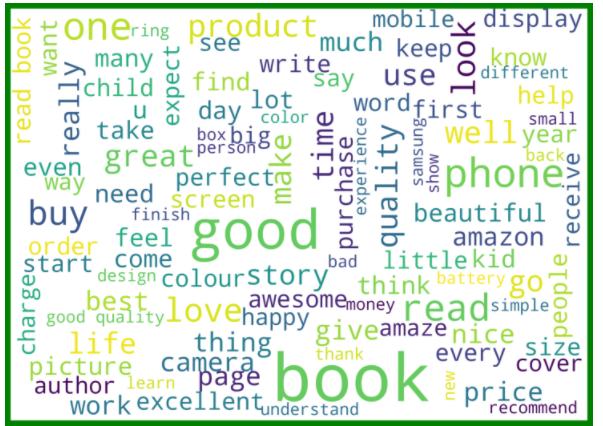 one
ring
product
mobile
display
want
many
see
much
write
keep
look
know
different
read book
really
child
expect
find
say
use
help
u
day
lot
color
word
first
small
take
box
big
person
time
well
year
great
make
purchase
experience
quality
samsung
show
back
even
way
perfect
phone
need
screen
receive
buy
finish
good
beautiful
order
feel
amazon
start
come
bad
little
kid
charge
design
colour
story
think
battery
go
people
best
awesome
money
read
simple
good quality
love
happy
give
amaze
nice
life
thing
thank
every
size
picture
camera
cover
author
learn
page
book
new
price
work
excellent
understand
recommend